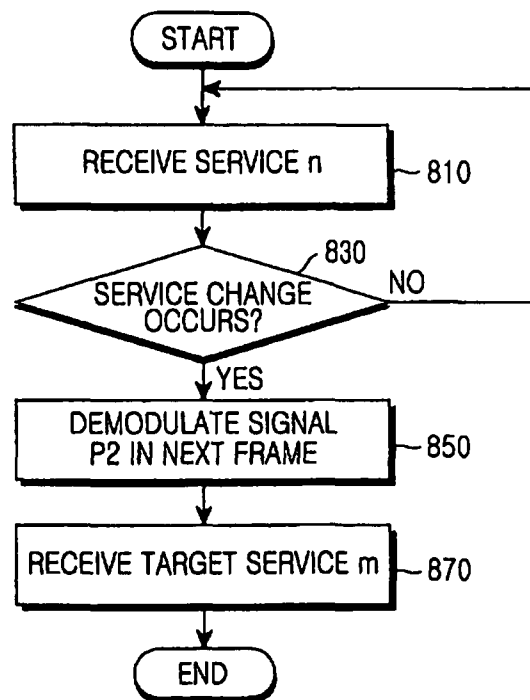 START
RECEIVE SERVICE n
810
830
SERVICE CHANGE
OCCURS?
NO
YES
DEMODULATE SIGNAL
P2 IN NEXT FRAME
850
RECEIVE TARGET SERVICE m
870
END